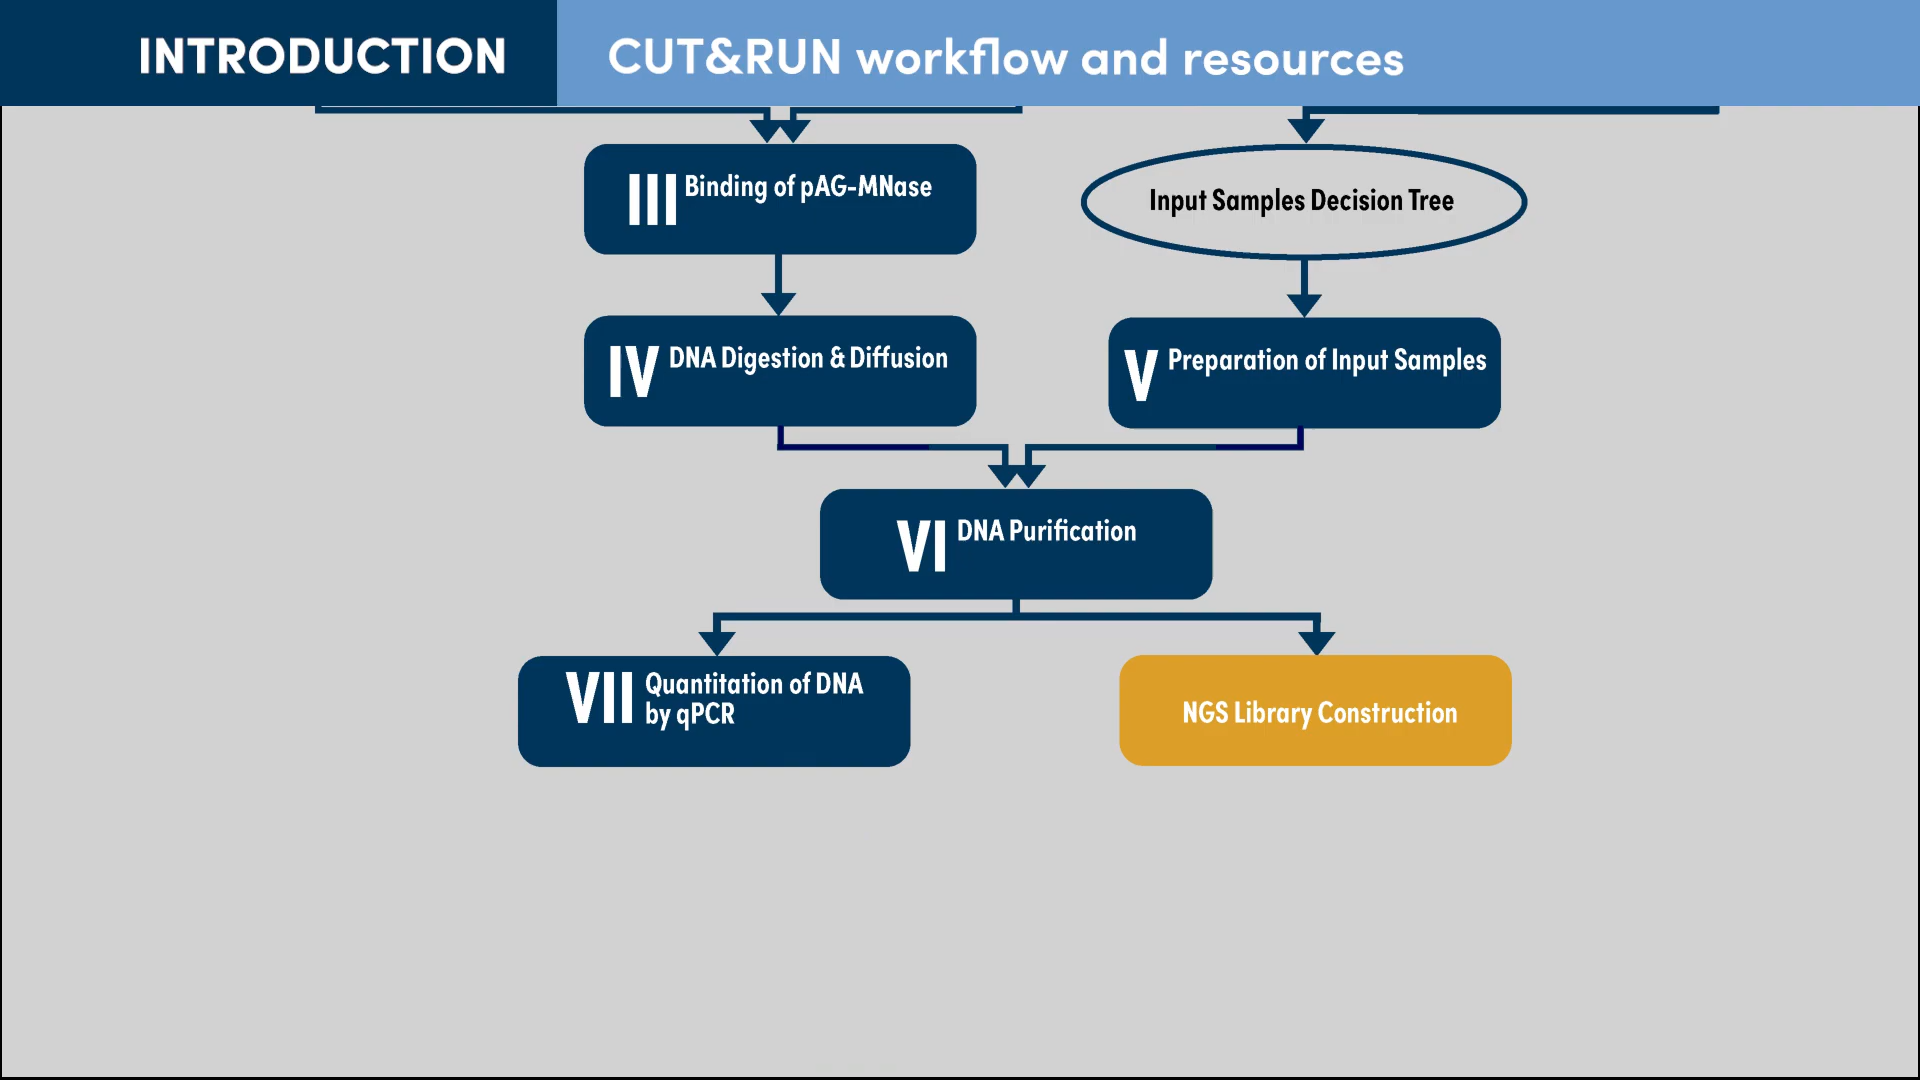 INTRODUCTION
CUT&RUN workflow and resources
III Binding of pAG-MNase
Input Samples Decision Tree
IV DNA Digestion & Diffusion
V Preparation of Input Samples
VI DNA Purification
VII Quantitation of DNA
by qPCR
NGS Library Construction